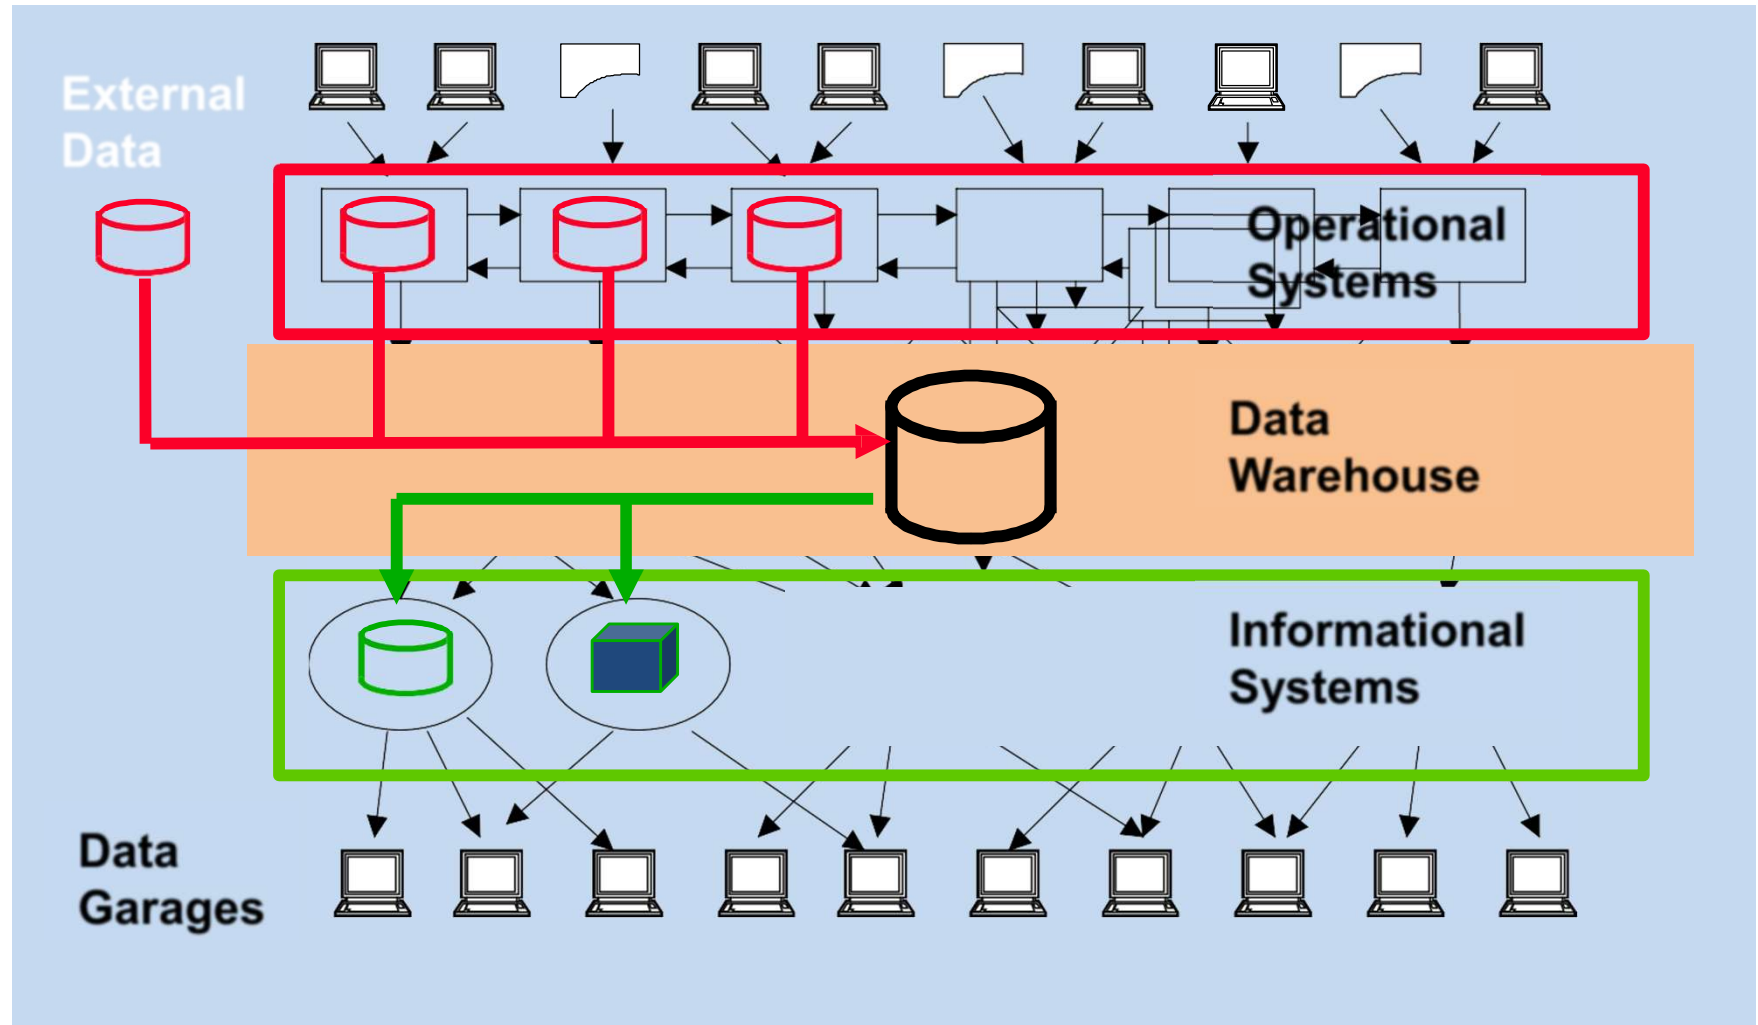 External
Data
Operational
Systems
Data
Warehouse
Informational
Systems
Data
Garages